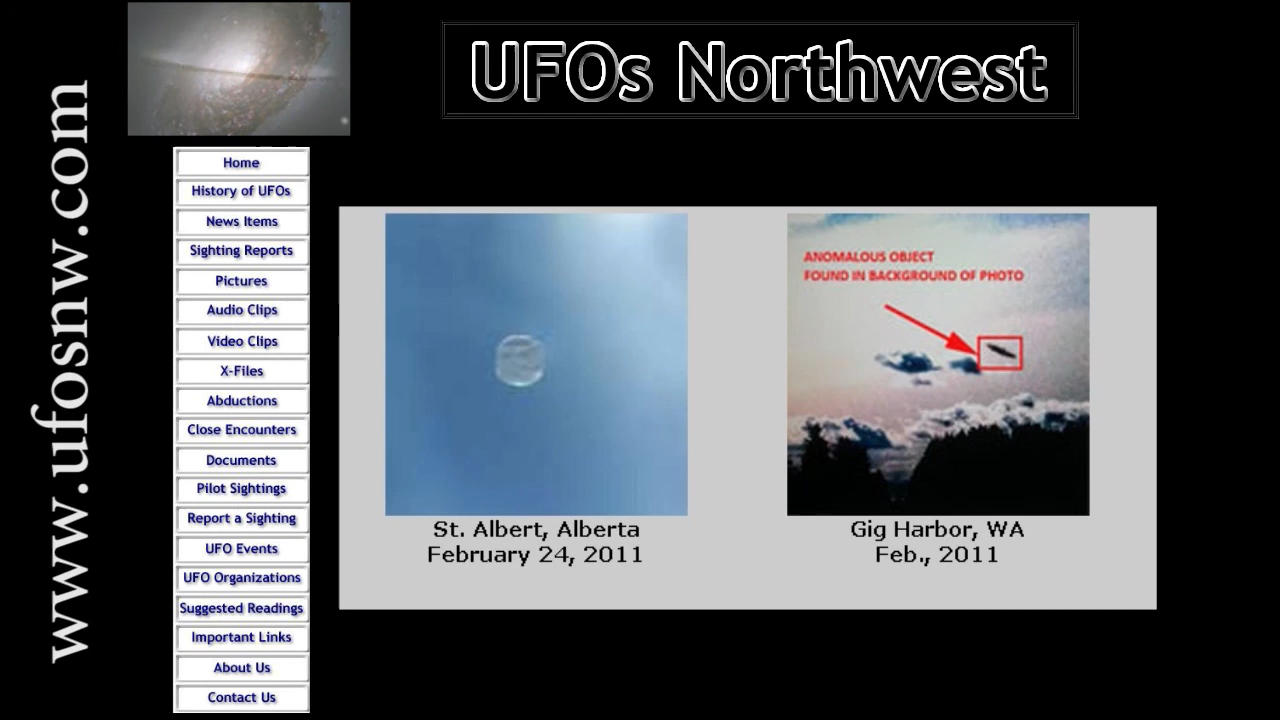 www.ufosnw.com
UFOs Northwest
Home
History of UFOs
News Items
Sighting Reports
Pictures
Audio Clips
Video Clips
X-Files
Abductions
Close Encounters
Documents
Pilot Sightings
Report a Sighting
UFO Events
UFO Organizations
Suggested Readings
Important Links
About Us
Contact Us
St. Albert, Alberta
February 24, 2011
ANOMALOUS OBJECT
FOUND IN BACKGROUND OF PHOTO
Gig Harbor, WA
Feb., 2011